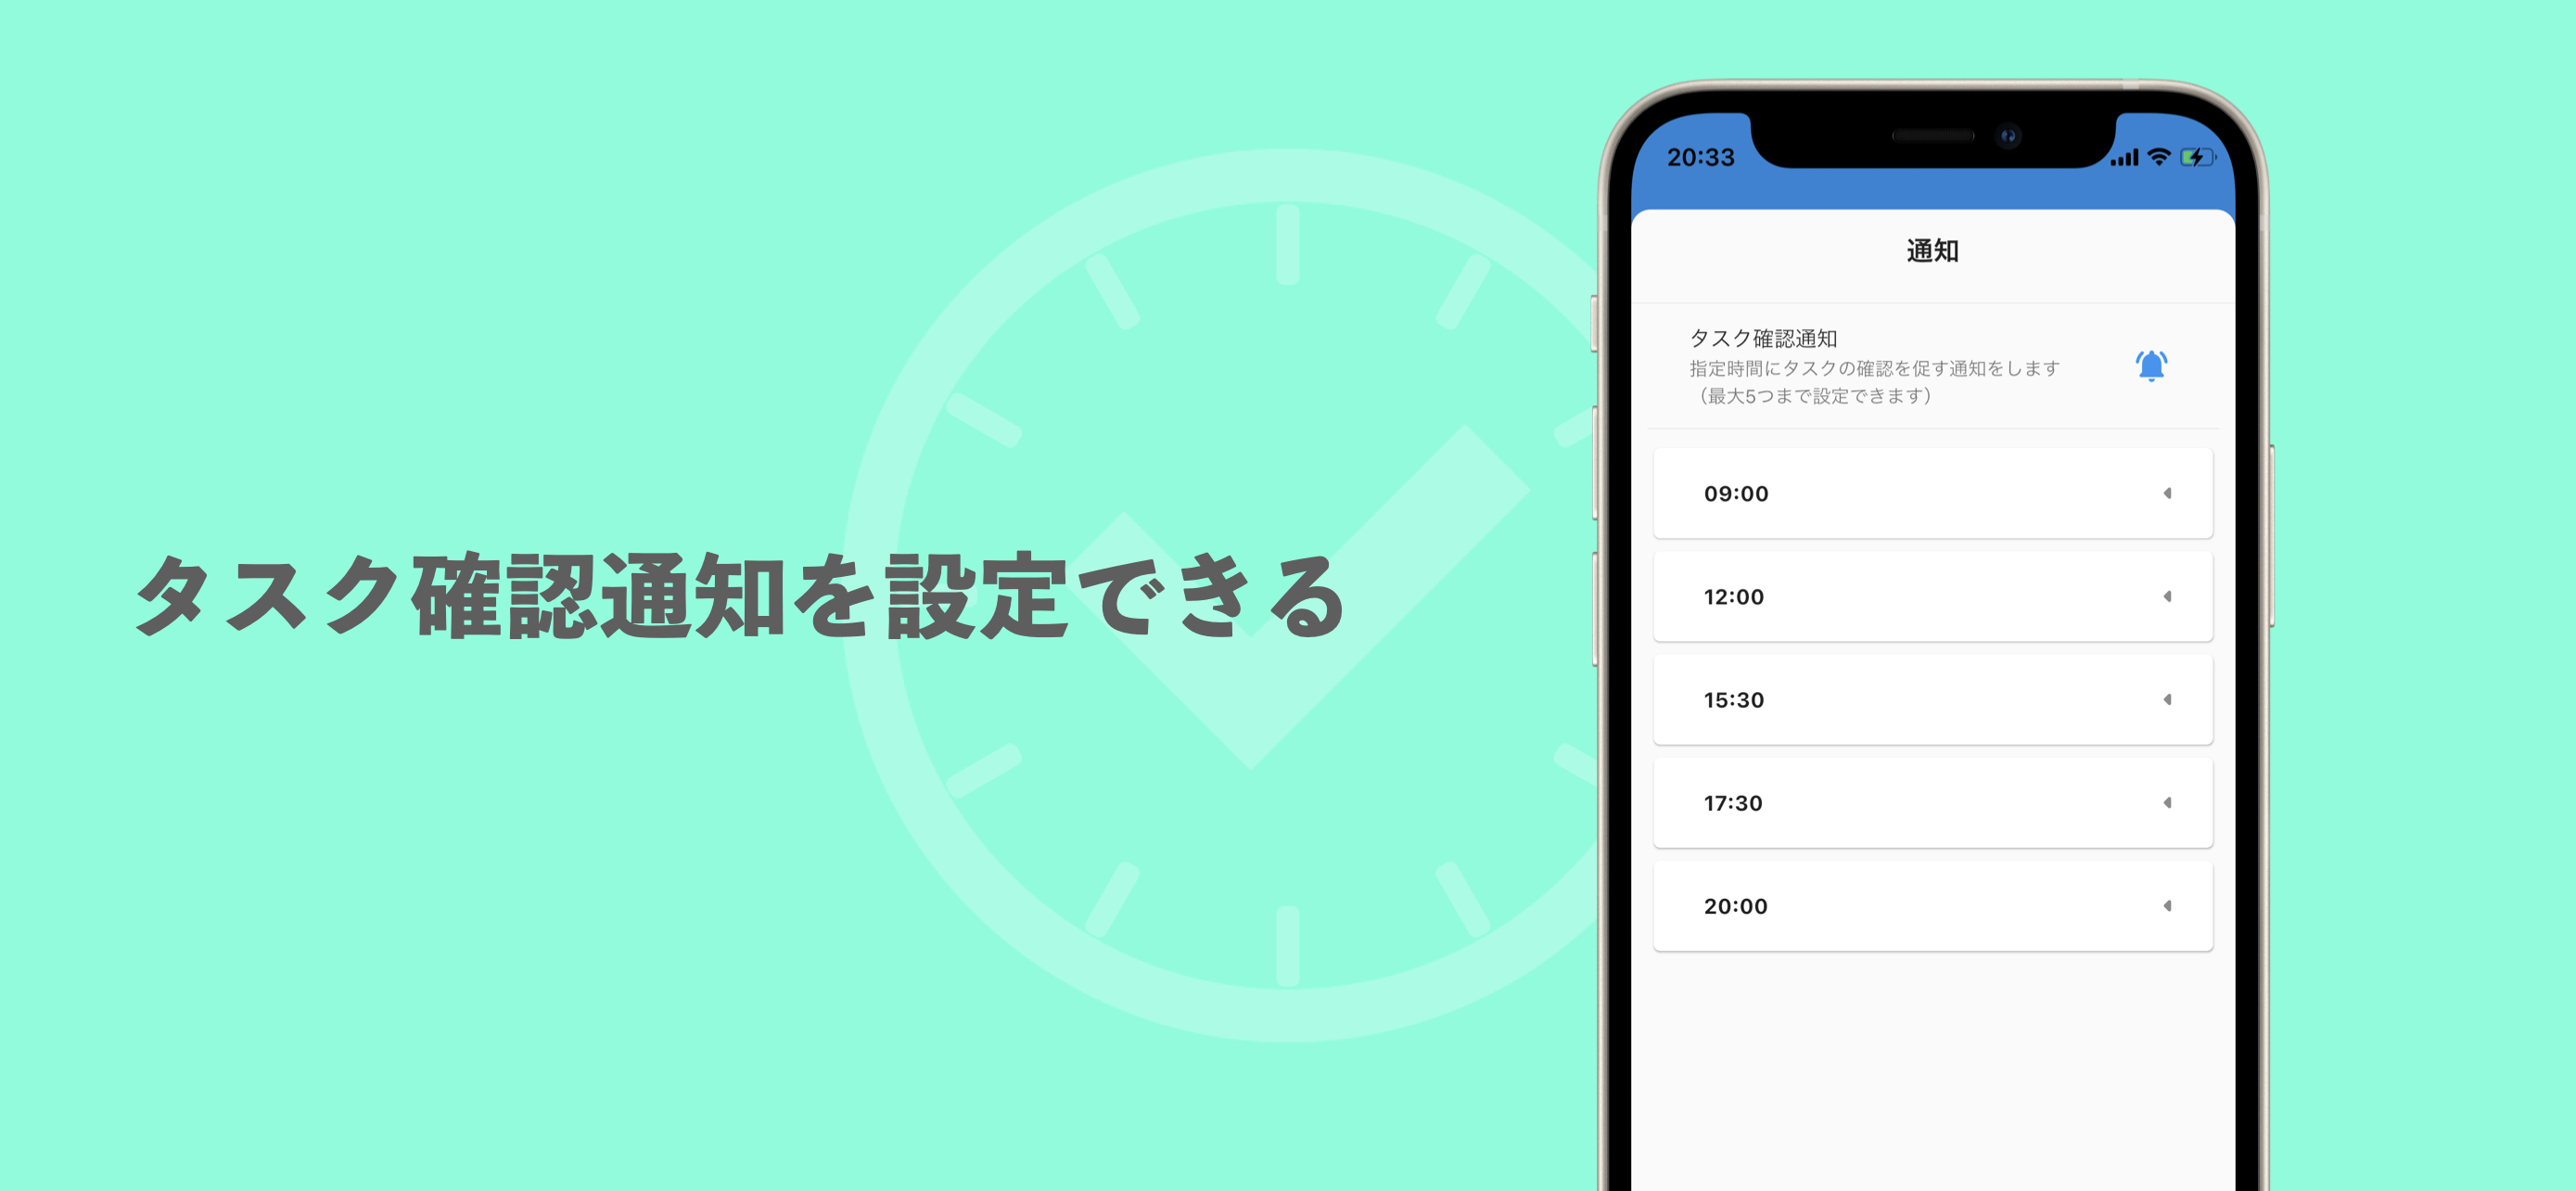 タスク確認通知を設定できる
20:33
通知
タスク確認通知
指定時間にタスクの確認を促す通知をします
（最大5つまで設定できます）
09:00
12:00
15:30
17:30
20:00